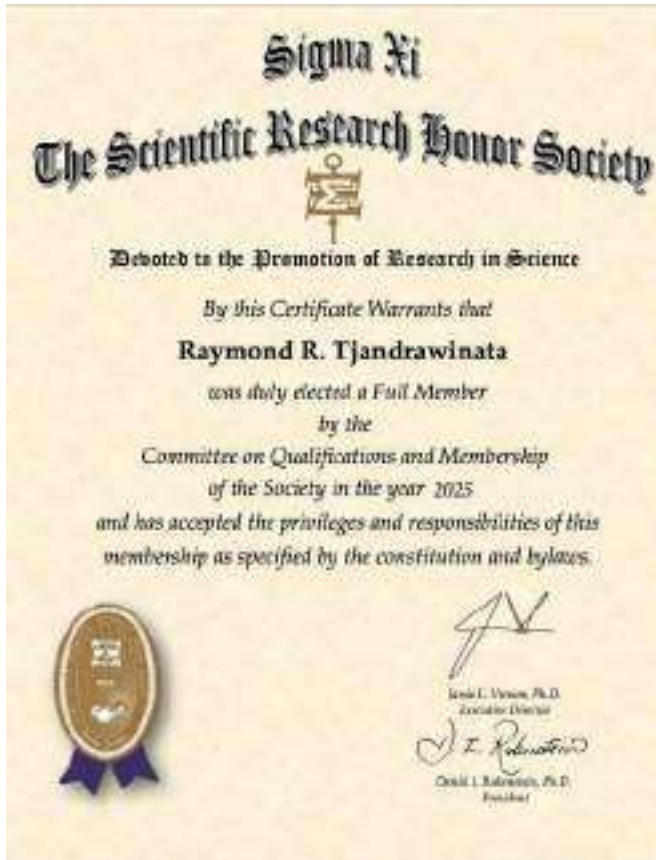 Sigma Xi
The Scientific Research Honor Society
Devoted to the Promotion of Research in Science
By this Certificate Warrants that
Raymond R. Tjandrawinata
was duly elected a Full Member
by the
Committee on Qualifications and Membership
of the Society in the year 2025
and has accepted the privileges and responsibilities of this
membership as specified by the constitution and bylaws.
Ph.D.
Executive Director
Ph.D.
President